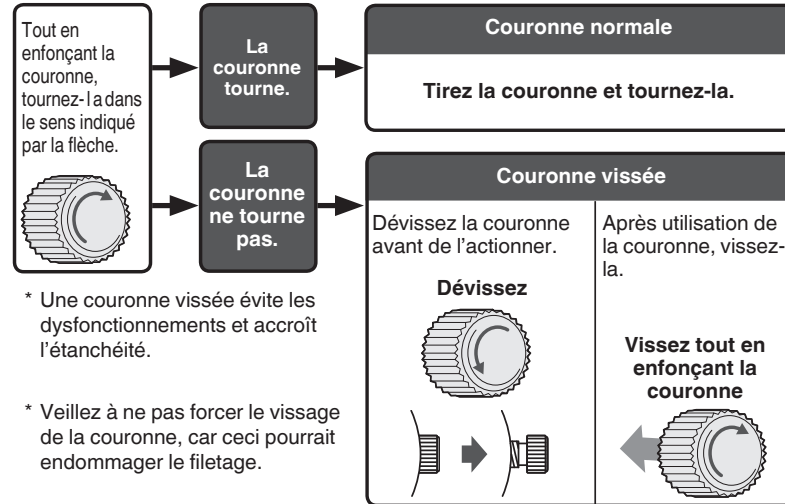 Tout en
enfonçant la
couronne,
tournez-la dans
le sens indiqué
par la flèche.
La
couronne
tourne.
Couronne normale
Tirez la couronne et tournez-la.
La
couronne
ne tourne
pas.
Couronne vissée
Dévissez la couronne
avant de l’actionner.
Dévissez
Après utilisation de
la couronne, vissez-
la.
Vissez tout en
enfonçant la
couronne
* Une couronne vissée évite les
dysfonctionnements et accroît
l’étanchéité.
* Veillez à ne pas forcer le vissage
de la couronne, car ceci pourrait
endommager le filetage.